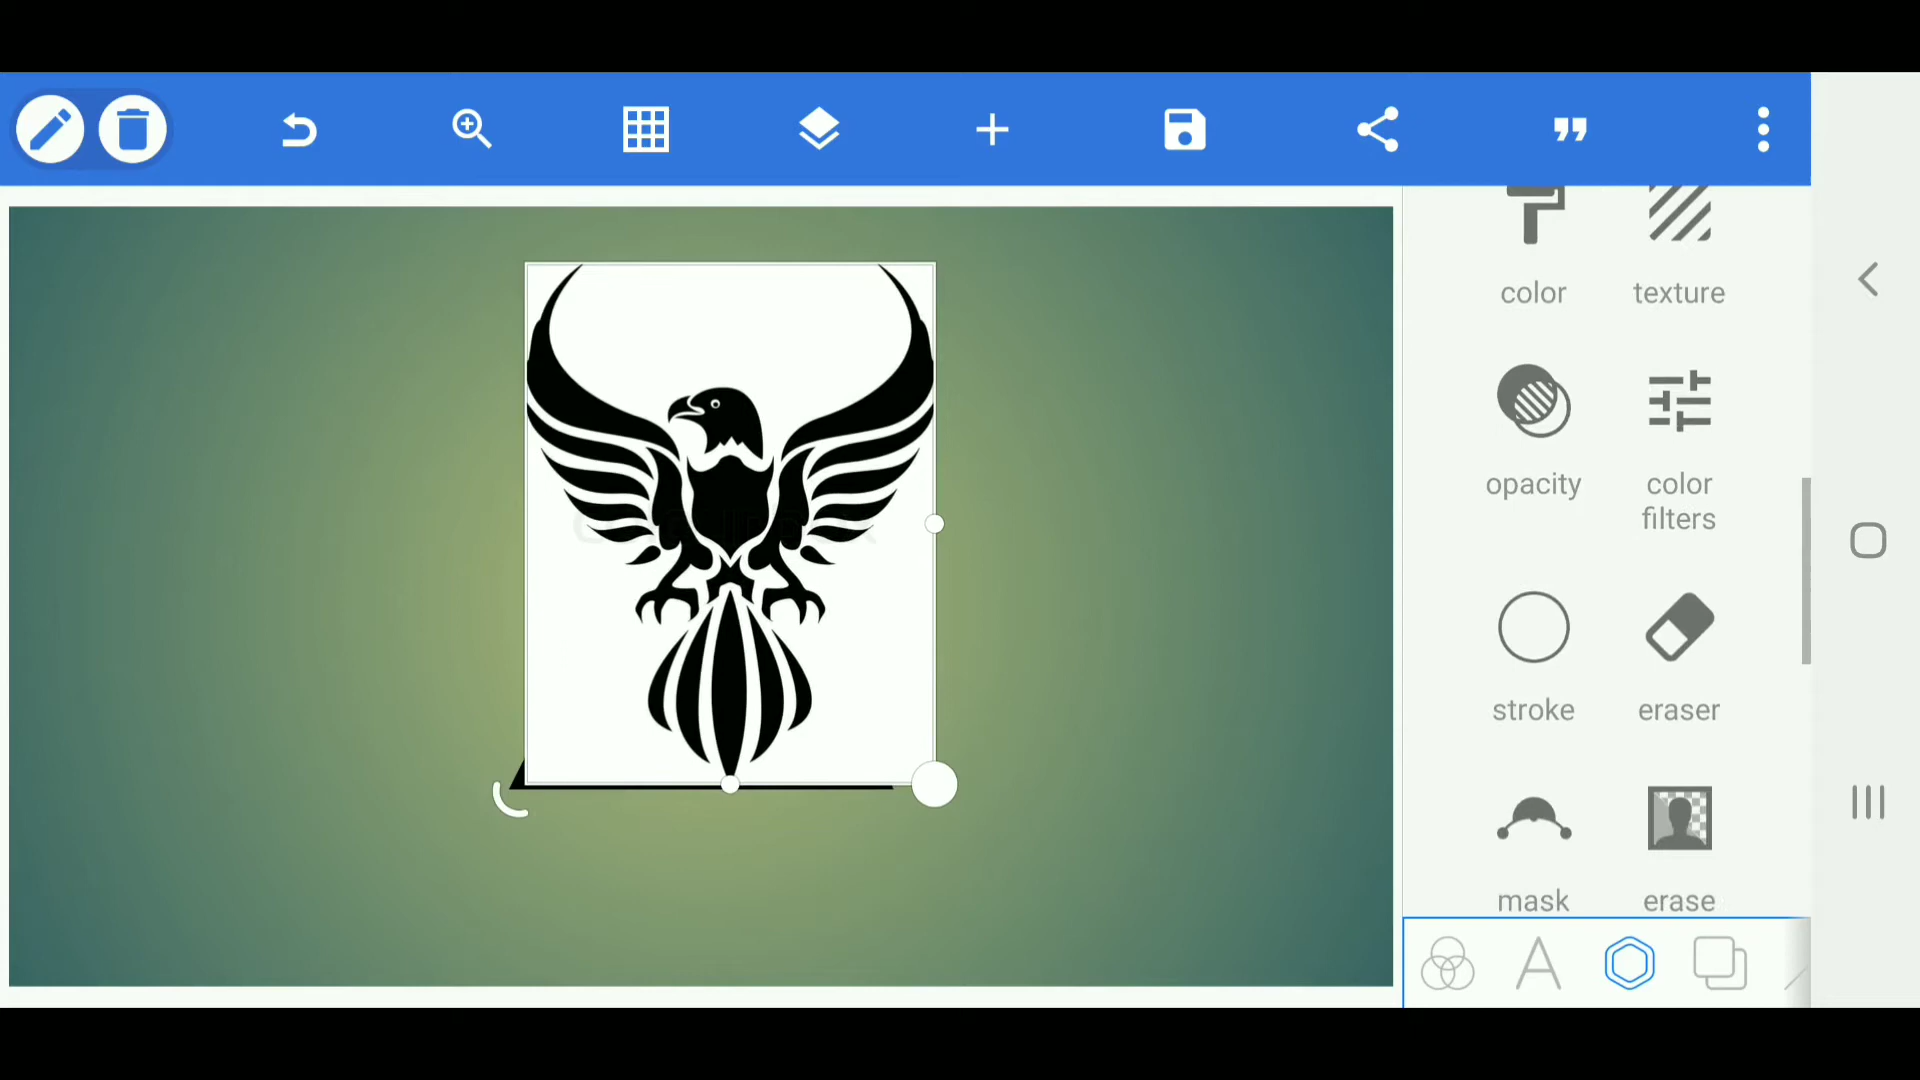 color
texture
opacity
color
filters
stroke
eraser
mask
erase